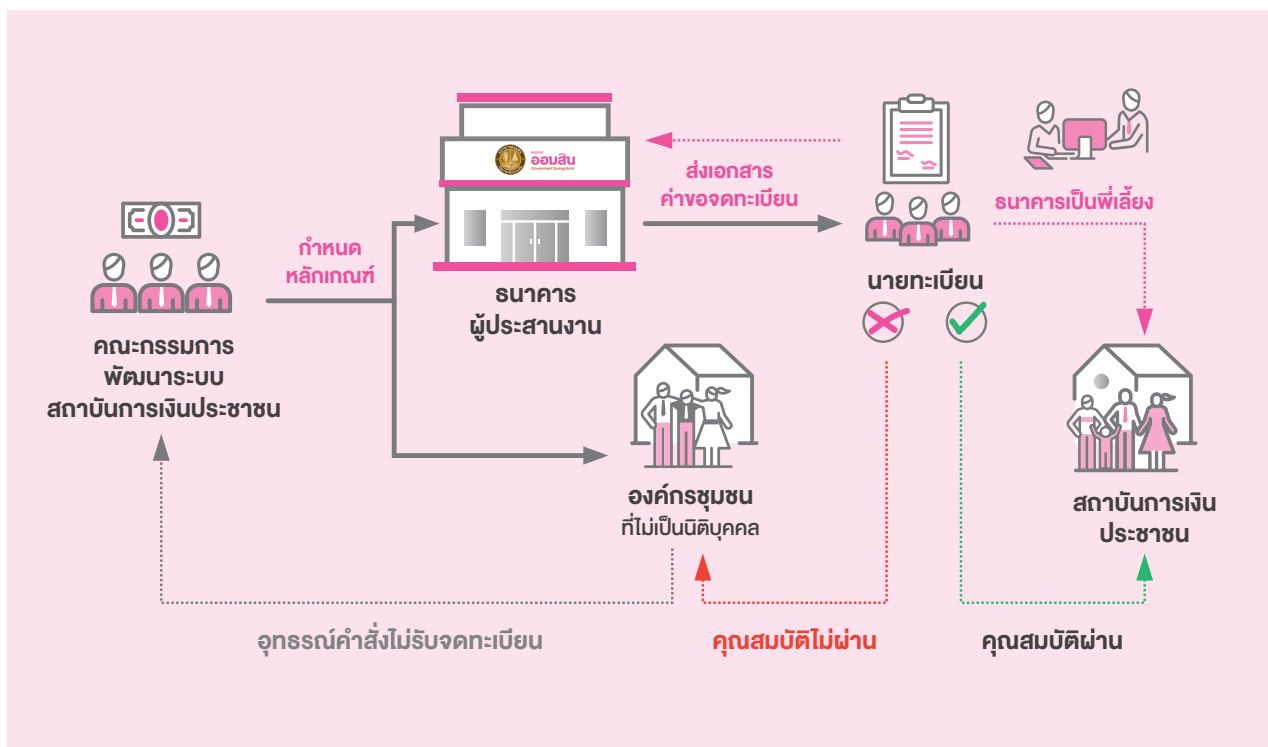 ธนาคาร
ออมสิน
Government Savings Bank
ส่งเอกสาร
ค่าขอจดทะเบียน
ธนาคารเป็นพี่เลี้ยง
กำหนด
หลักเกณฑ์
นายทะเบียน
ธนาคาร
ผู้ประสานงาน
คณะกรรมการ
พัฒนาระบบ
สถาบันการเงินประชาชน
องค์กรชุมชน
ที่ไม่เป็นนิติบุคคล
สถาบันการเงิน
ประชาชน
อุทธรณ์คำสั่งไม่รับจดทะเบียน
คุณสมบัติไม่ผ่าน
คุณสมบัติผ่าน